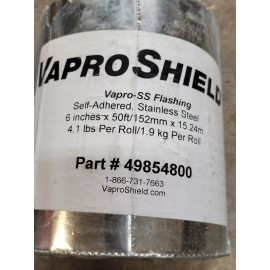 VAPROSHIELD
Vapro-SS Flashing
Self-Adhered, Stainless Steel
6 inches x 50ft/152mm x 15.24m
4.1 lbs Per Roll/1.9 kg Per Roll
Part # 49854800
1-866-731-7663
VaproShield.com